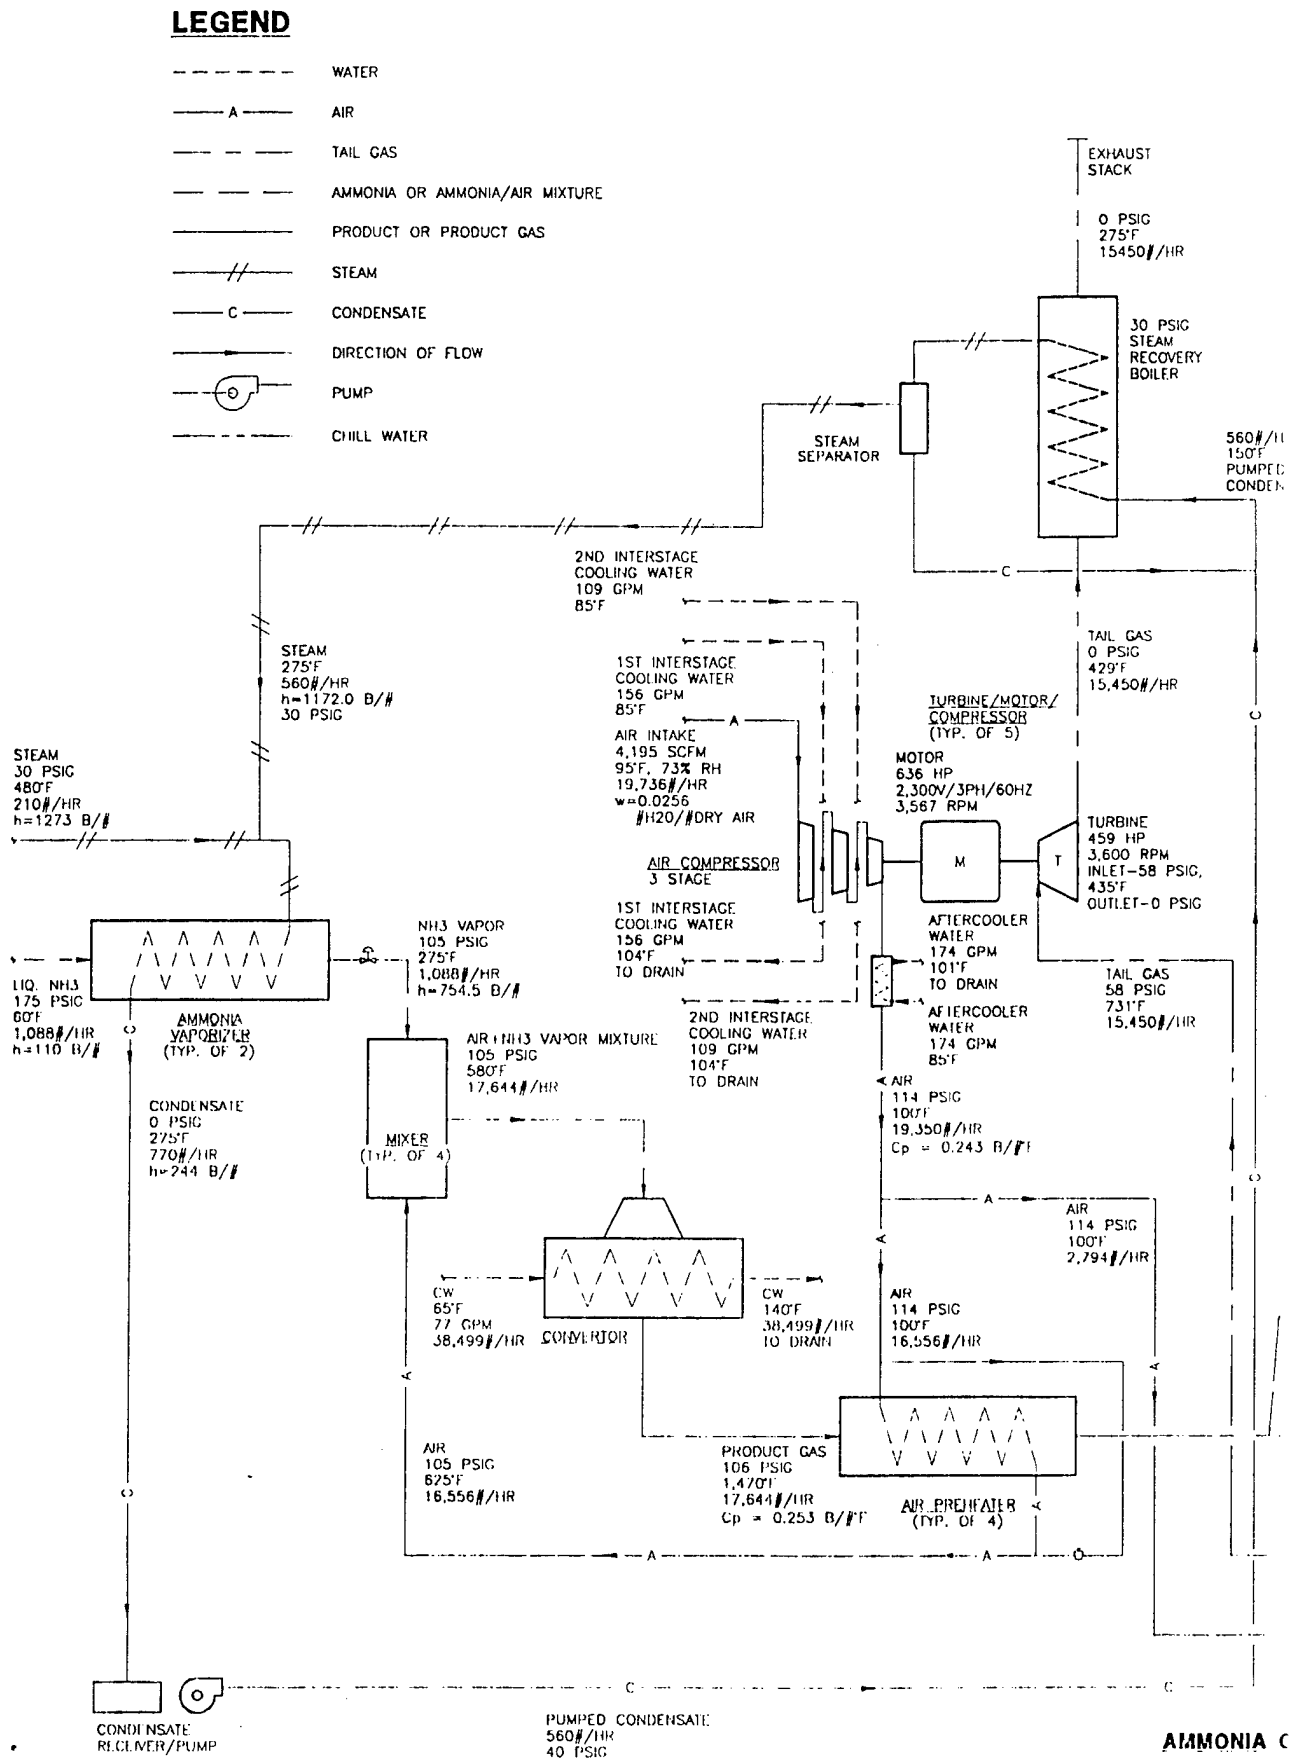 LEGEND
WATER
A AIR
TAIL GAS
AMMONIA OR AMMONIA/AIR MIXTURE
PRODUCT OR PRODUCT GAS
STEAM
C CONDENSATE
DIRECTION OF FLOW
PUMP
CHILL WATER
EXHAUST
STACK
0 PSIG
275°F
15450#/HR
30 PSIG
STEAM
RECOVERY
BOILER
STEAM
SEPARATOR
560#/H
150°F
PUMPED
CONDEN
C
2ND INTERSTAGE
COOLING WATER
109 GPM
85°F
1ST INTERSTAGE
COOLING WATER
156 GPM
85°F
A
AIR INTAKE
4,195 SCFM
95°F, 73% RH
19,736#/HR
w=0.0256
#H20/#DRY AIR
AIR COMPRESSOR
3 STAGE
1ST INTERSTAGE
COOLING WATER
156 GPM
104°F
TO DRAIN
2ND INTERSTAGE
COOLING WATER
109 GPM
104°F
TO DRAIN
STEAM
275°F
560#/HR
h=1172.0 B/#
30 PSIG
STEAM
30 PSIG
480°F
210#/HR
h=1273 B/#
TAIL GAS
0 PSIG
429°F
15,450#/HR
TURBINE/MOTOR/
COMPRESSOR
(TYP. OF 5)
MOTOR
636 HP
2,300V/3PH/60HZ
3,567 RPM
M
T
TURBINE
459 HP
3,600 RPM
INLET-58 PSIG,
435°F
OUTLET-0 PSIG
C
AFTERCOOLER
WATER
174 GPM
101°F
TO DRAIN
AFTERCOOLER
WATER
174 GPM
85°F
TAIL GAS
58 PSIG
731°F
15,450#/HR
LIQ. NH3
175 PSIG
60°F
1,088#/HR
h=110 B/#
AMMONIA
VAPORIZER
(TYP. OF 2)
NH3 VAPOR
105 PSIG
275°F
1,088#/HR
h=754.5 B/#
C
AIR+NH3 VAPOR MIXTURE
105 PSIG
580°F
17,644#/HR
CONDENSATE
0 PSIG
275°F
770#/HR
h=244 B/#
MIXER
(TYP. OF 4)
A AIR
114 PSIG
100°F
19,350#/HR
Cp = 0.243 B/#°F
A
AIR
114 PSIG
100°F
2,794#/HR
C
A
AIR
114 PSIG
100°F
16,556#/HR
CW
65°F
77 GPM
38,499#/HR
CONVERTOR
CW
140°F
38,499#/HR
TO DRAIN
A
A
AIR
105 PSIG
625°F
16,556#/HR
PRODUCT GAS
106 PSIG
1,470°F
17,644#/HR
Cp = 0.253 B/#°F
AIR PREHEATER
(TYP. OF 4)
A
C
A
A
C
C
CONDENSATE
RECEIVER/PUMP
PUMPED CONDENSATE
560#/HR
40 PSIG
AMMONIA